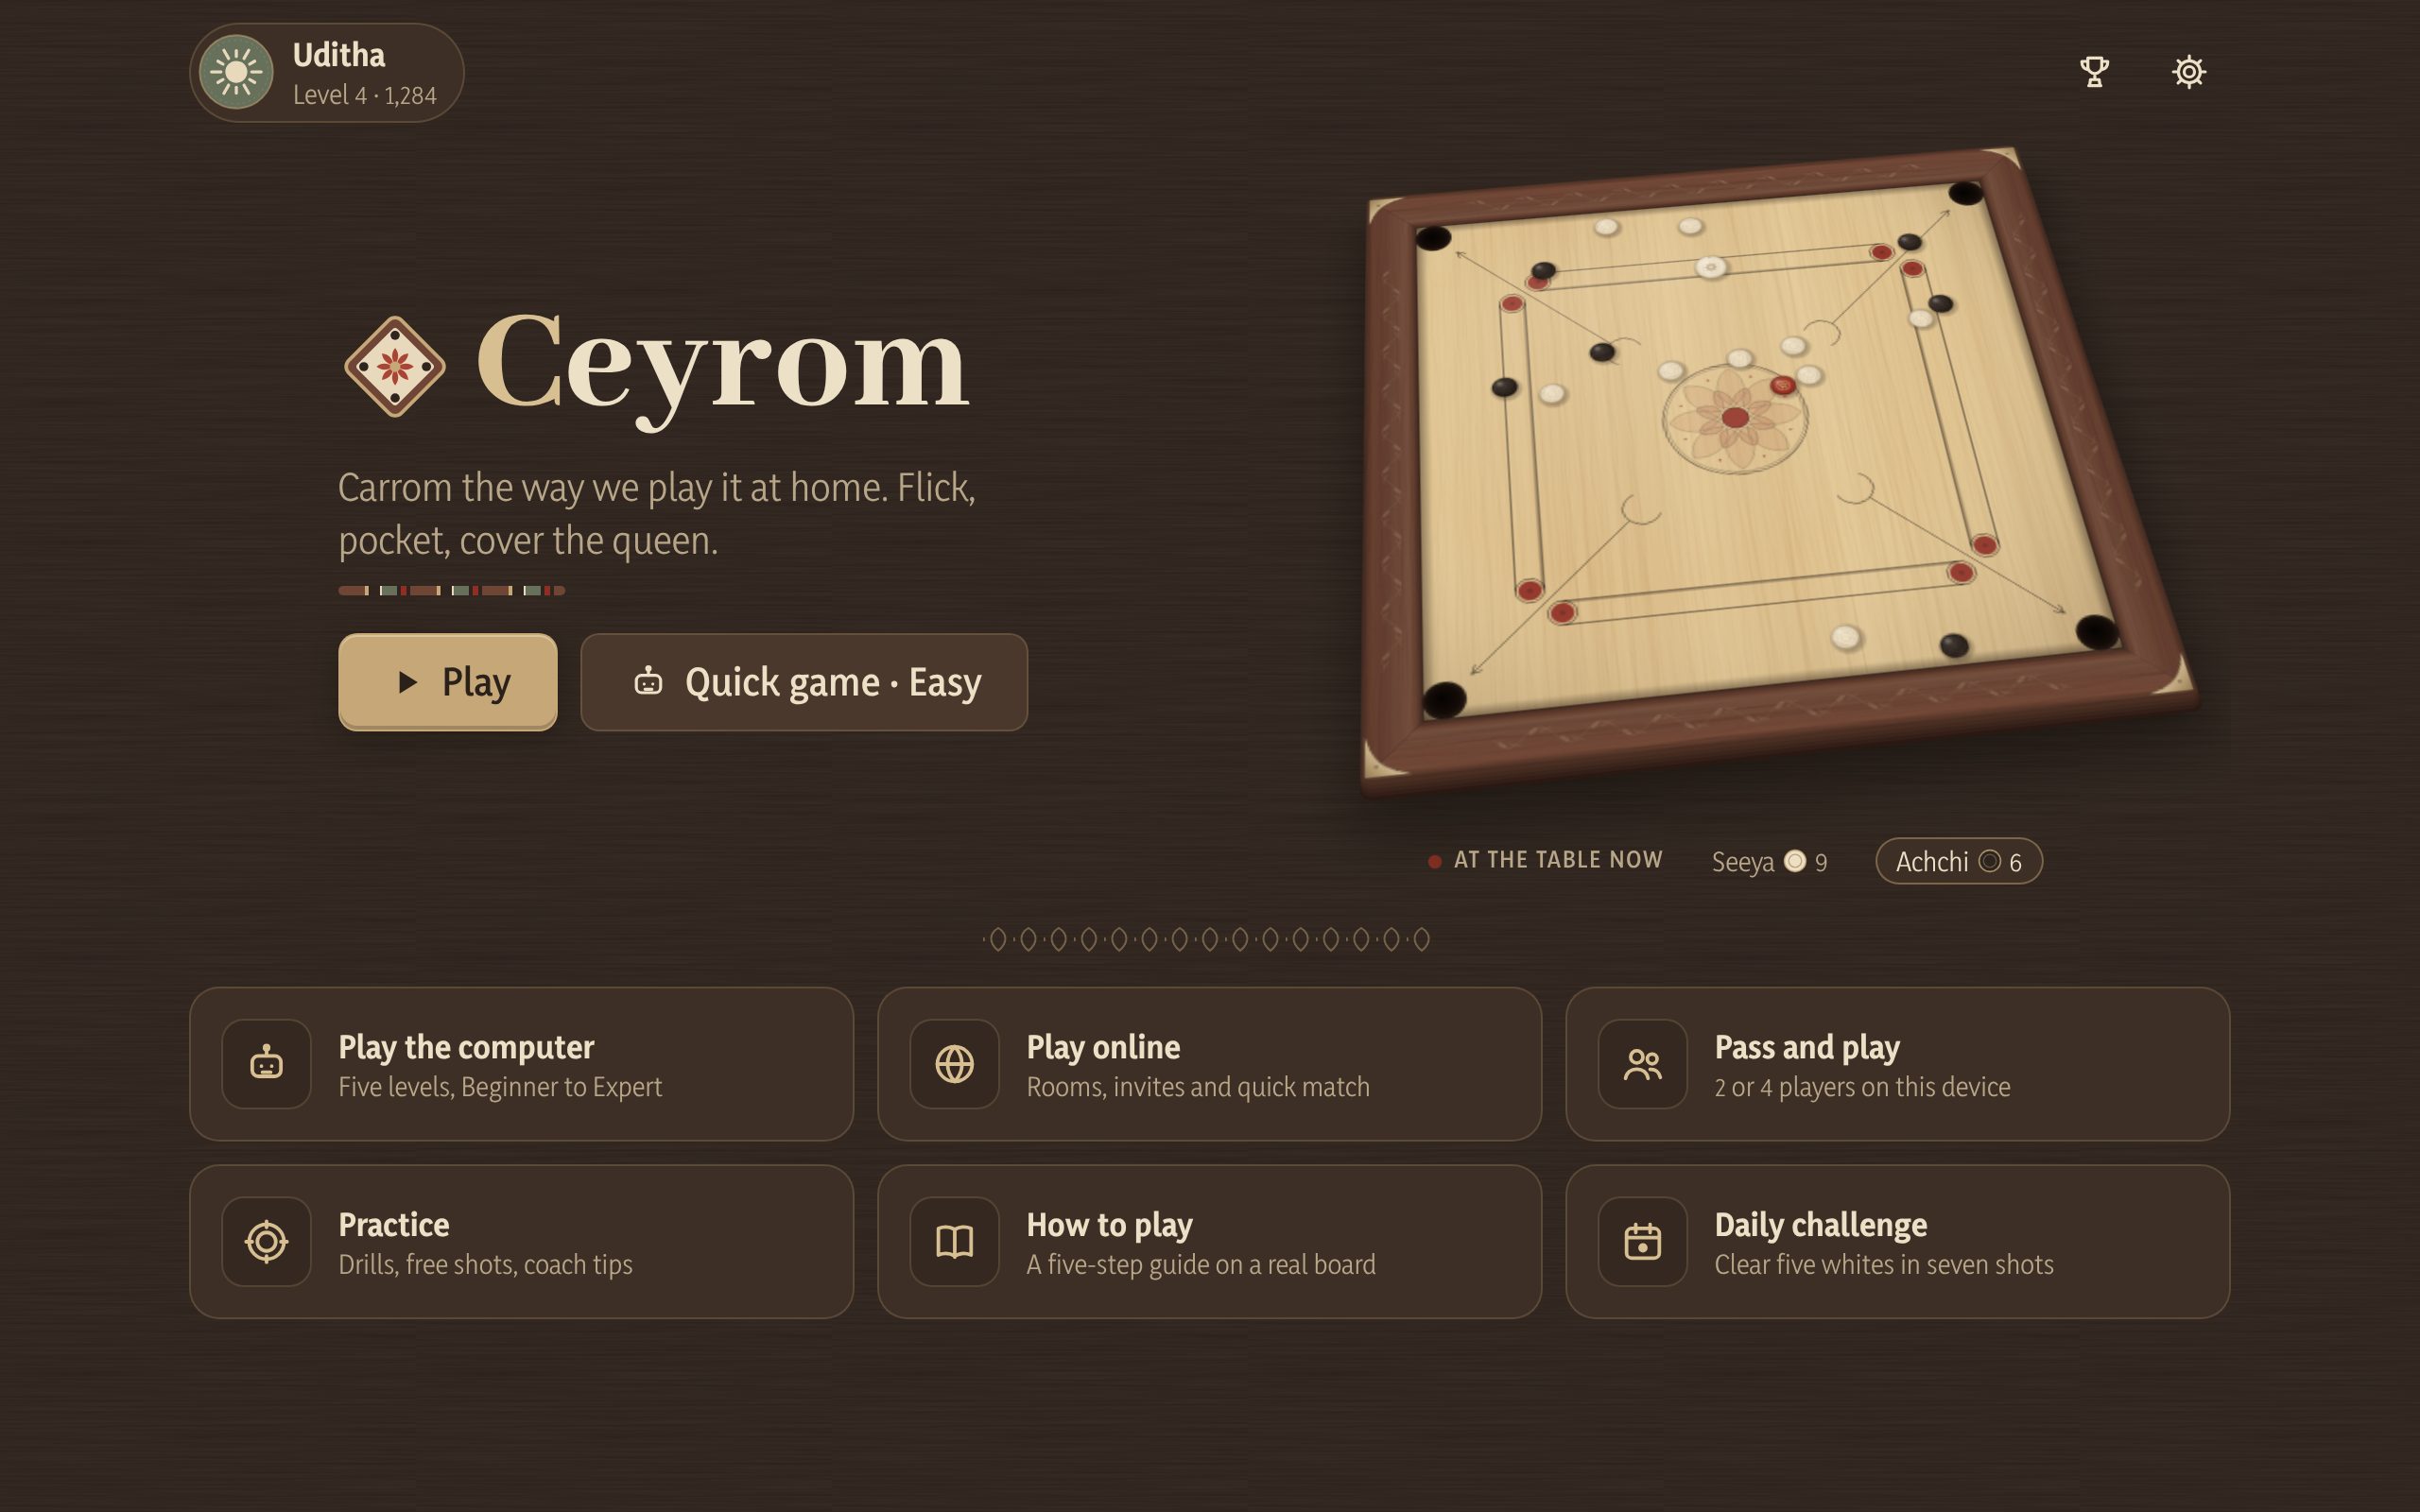 Uditha
Level 4 · 1,284
Ceyrom
Carrom the way we play it at home. Flick,
pocket, cover the queen.
Play
Quick game · Easy
AT THE TABLE NOW
Seeya 9
Achchi 6
Play the computer
Five levels, Beginner to Expert
Play online
Rooms, invites and quick match
Pass and play
2 or 4 players on this device
Practice
Drills, free shots, coach tips
How to play
A five-step guide on a real board
Daily challenge
Clear five whites in seven shots